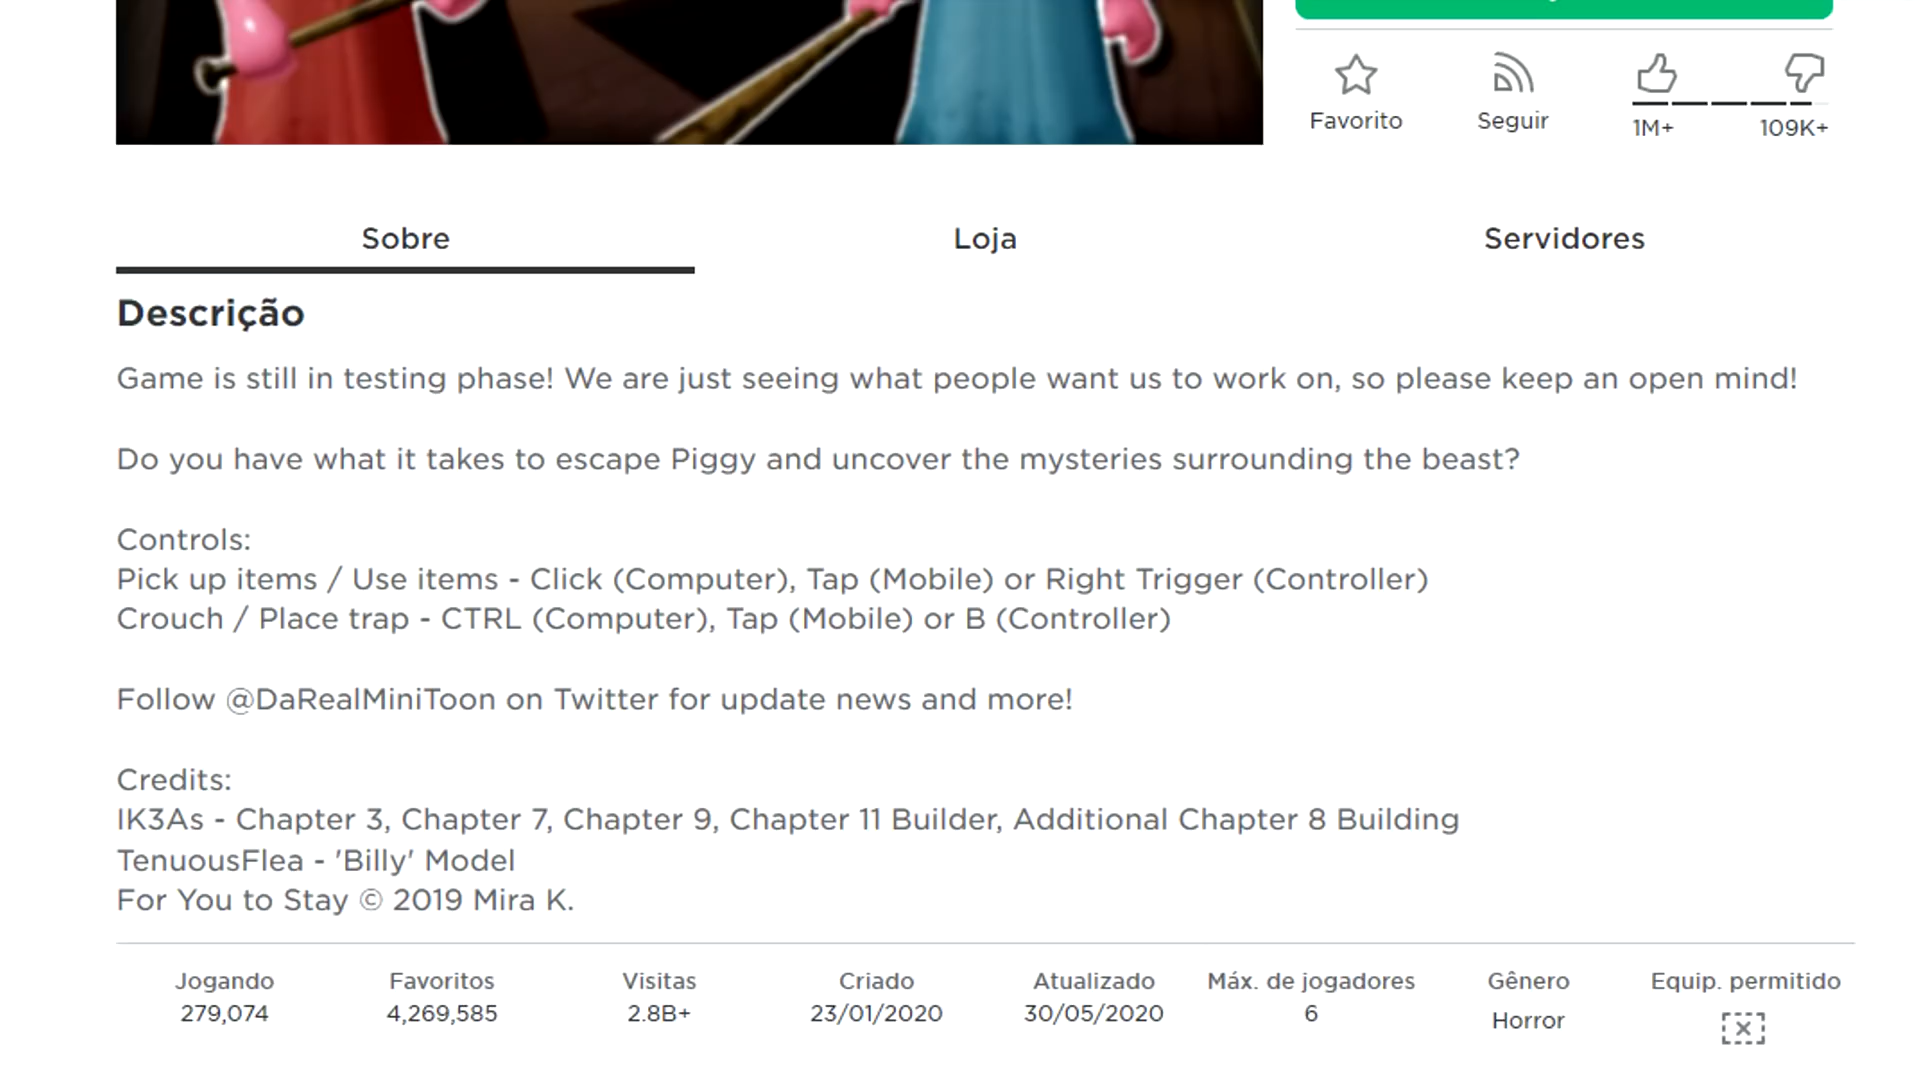 Favorito
Seguir
1M+
109K+
Sobre
Loja
Servidores
Descrição
Game is still in testing phase! We are just seeing what people want us to work on, so please keep an open mind!
Do you have what it takes to escape Piggy and uncover the mysteries surrounding the beast?
Controls:
Pick up items / Use items - Click (Computer), Tap (Mobile) or Right Trigger (Controller)
Crouch / Place trap - CTRL (Computer), Tap (Mobile) or B (Controller)
Follow @DaRealMiniToon on Twitter for update news and more!
Credits:
IK3As - Chapter 3, Chapter 7, Chapter 9, Chapter 11 Builder, Additional Chapter 8 Building
TenuousFlea - 'Billy' Model
For You to Stay © 2019 Mira K.
Jogando
279,074
Favoritos
4,269,585
Visitas
2.8B+
Criado
23/01/2020
Atualizado
30/05/2020
Máx. de jogadores
6
Gênero
Horror
Equip. permitido